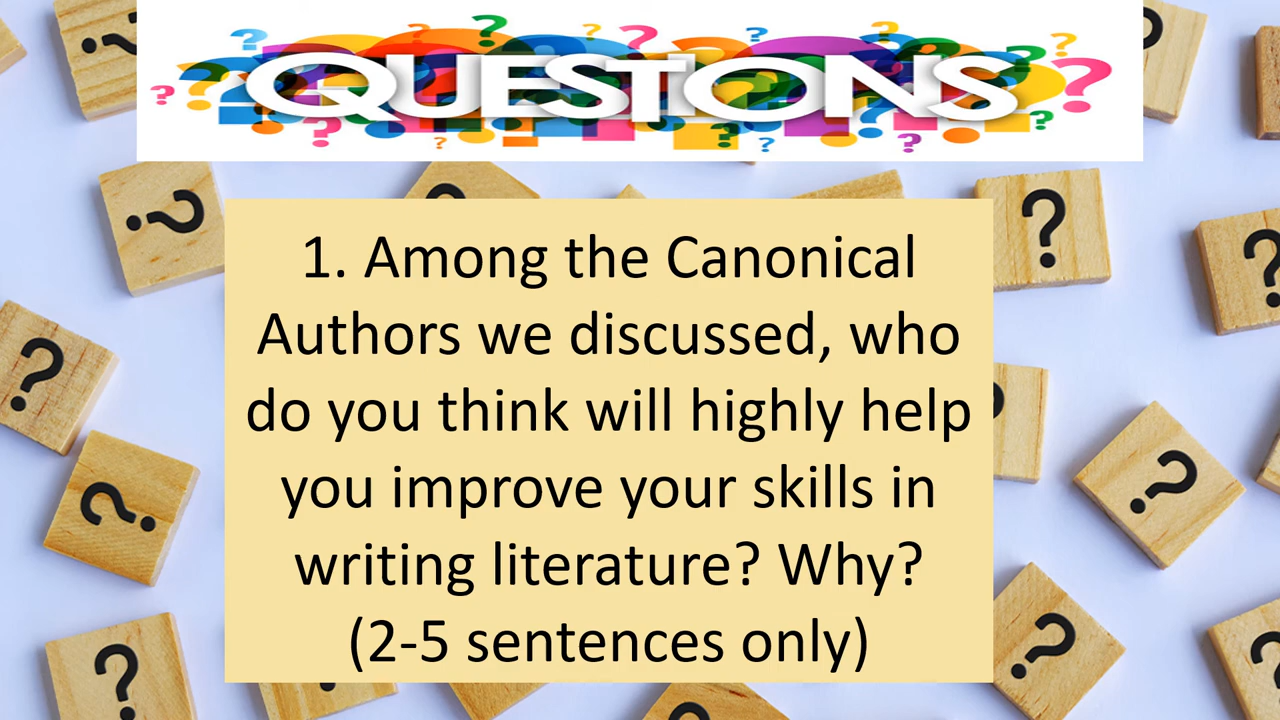 QUESTIONS
1. Among the Canonical
Authors we discussed, who
do you think will highly help
you improve your skills in
writing literature? Why?
(2-5 sentences only)